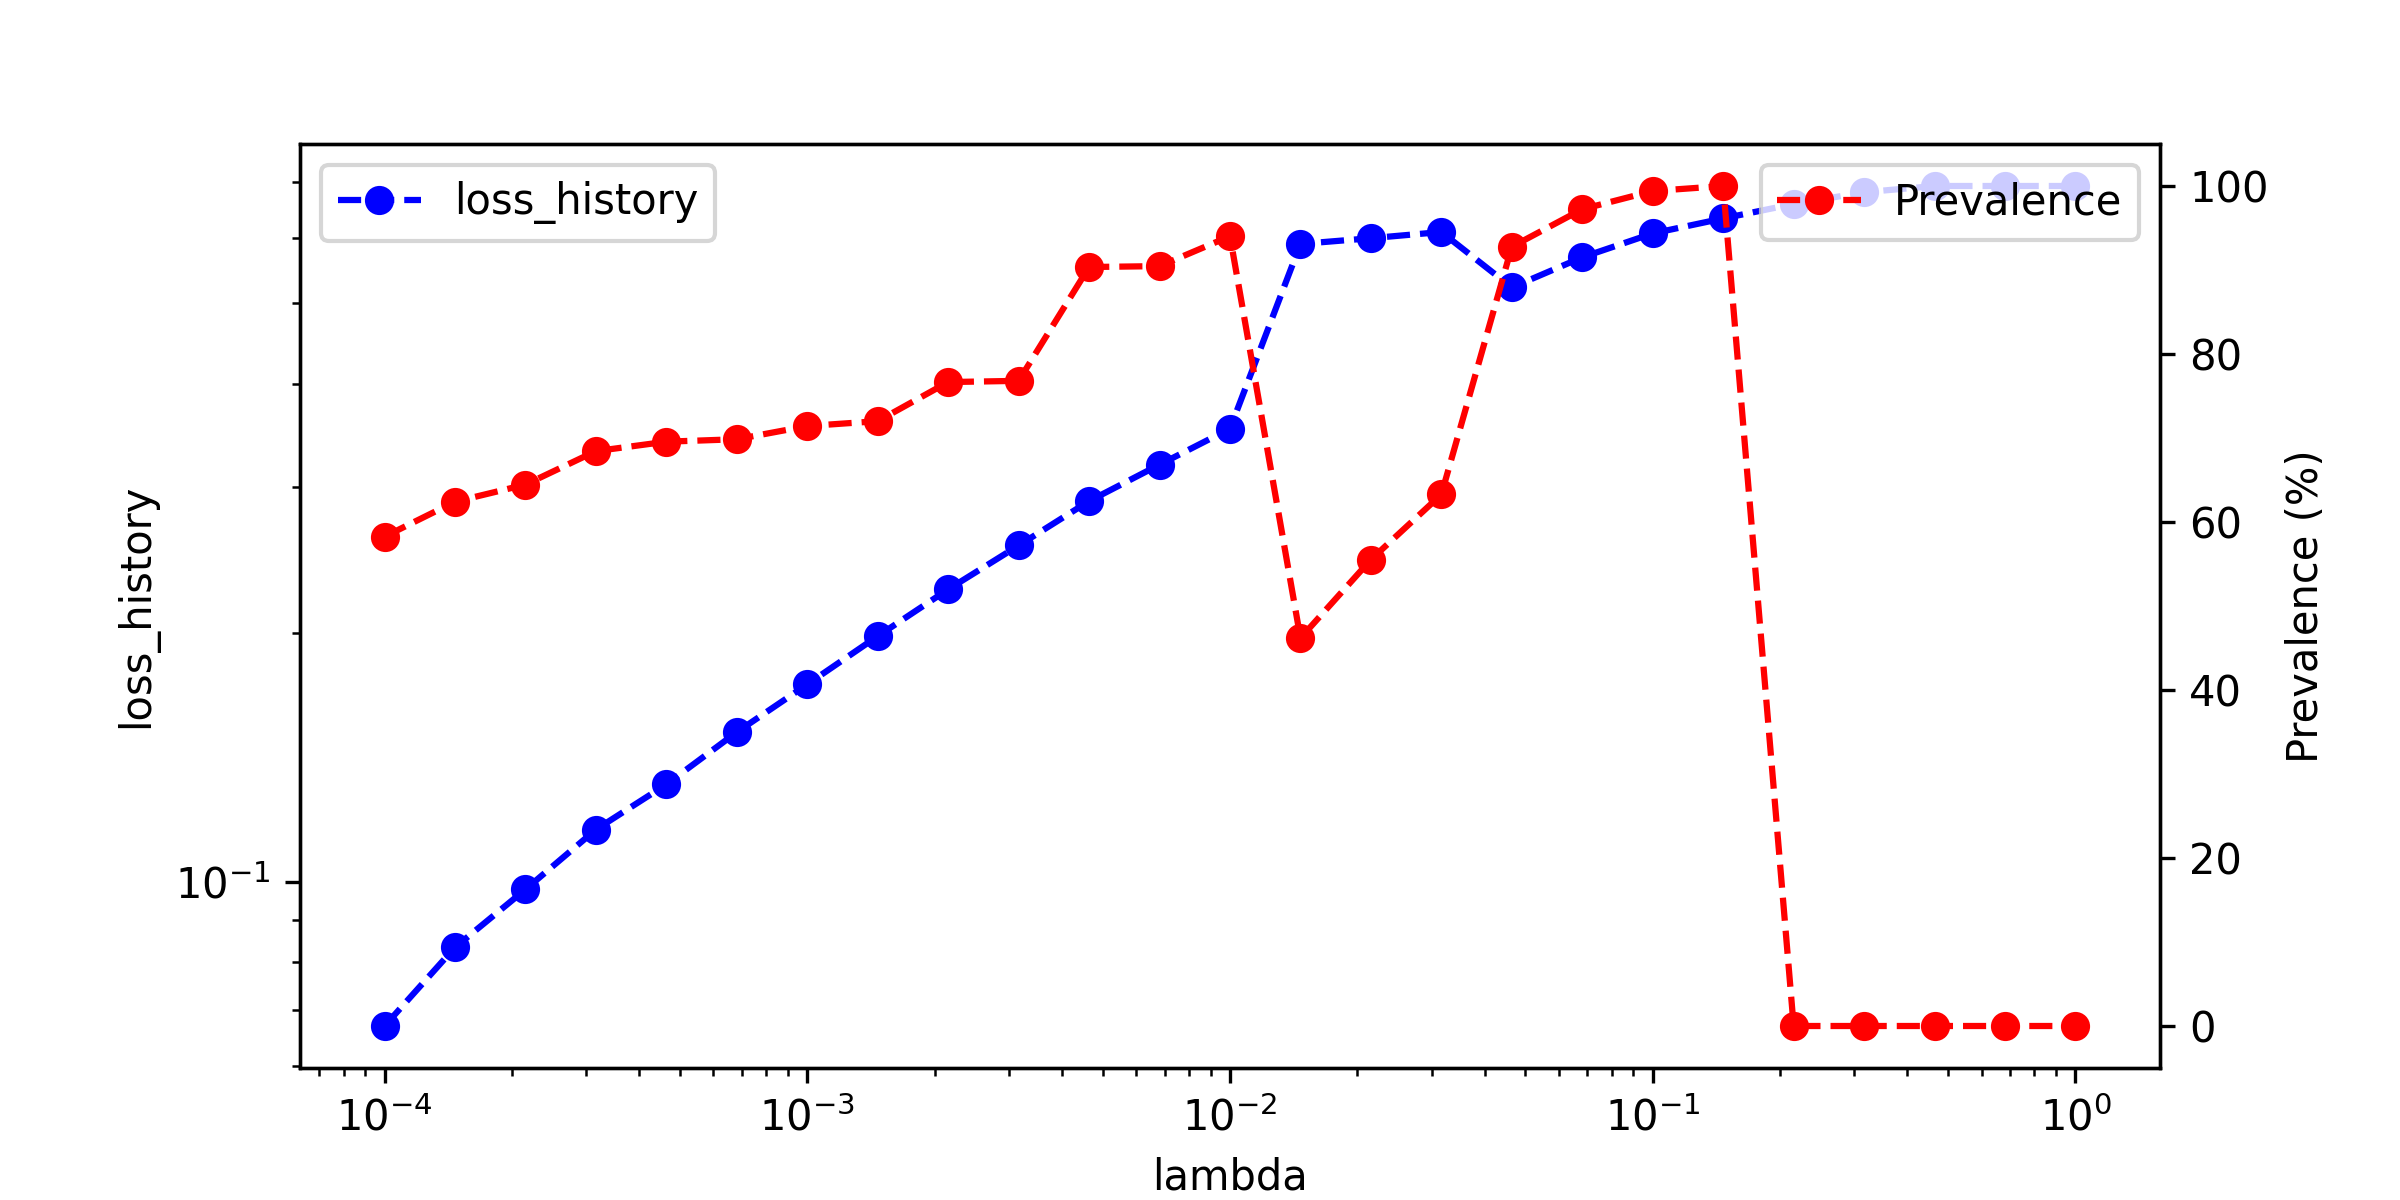 loss_history
Prevalence
100
80
60
40
20
0
10⁻¹
loss_history
Prevalence (%)
10⁻⁴ 10⁻³ 10⁻² 10⁻¹ 10⁰
lambda